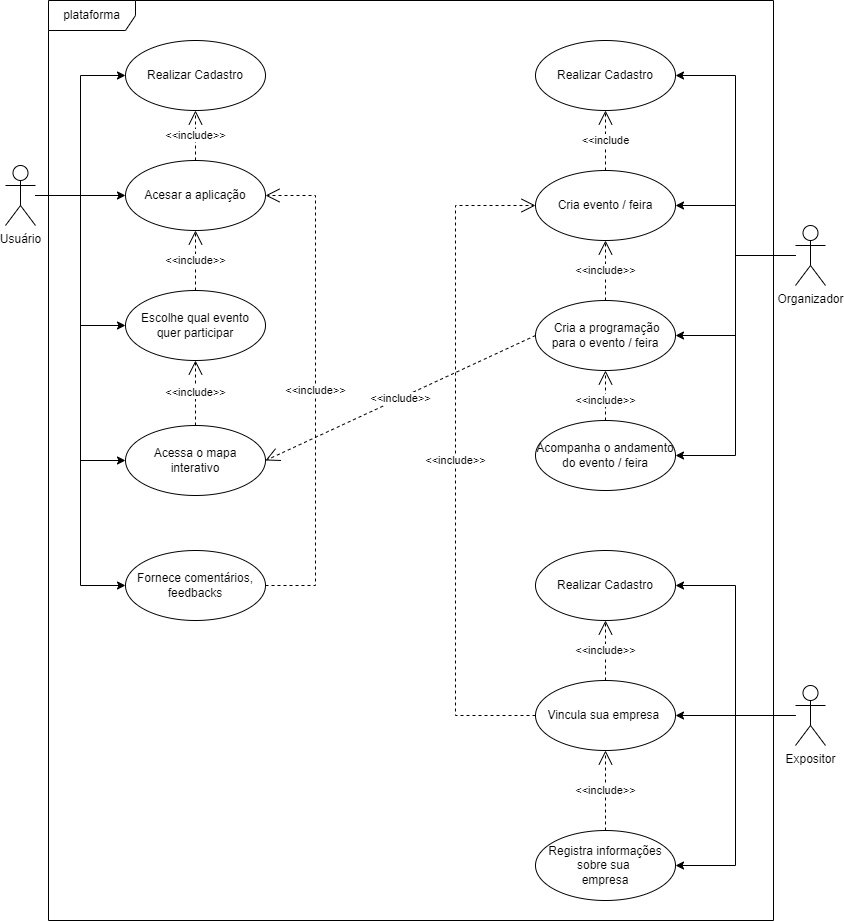 plataforma
Realizar Cadastro
Realizar Cadastro
<<include>>
<<include
Acesar a aplicação
Cria evento / feira
Usuário
<<include>>
<<include>>
Organizador
Escolhe qual evento
quer participar
Cria a programação
para o evento / feira
<<include>>
<<include>>
<<include>>
<<include>>
Acessa o mapa
interativo
<<include>>
Acompanha o andamento
do evento / feira
Fornece comentários,
feedbacks
Realizar Cadastro
<<include>>
Vincula sua empresa
Expositor
<<include>>
Registra informações
sobre sua
empresa